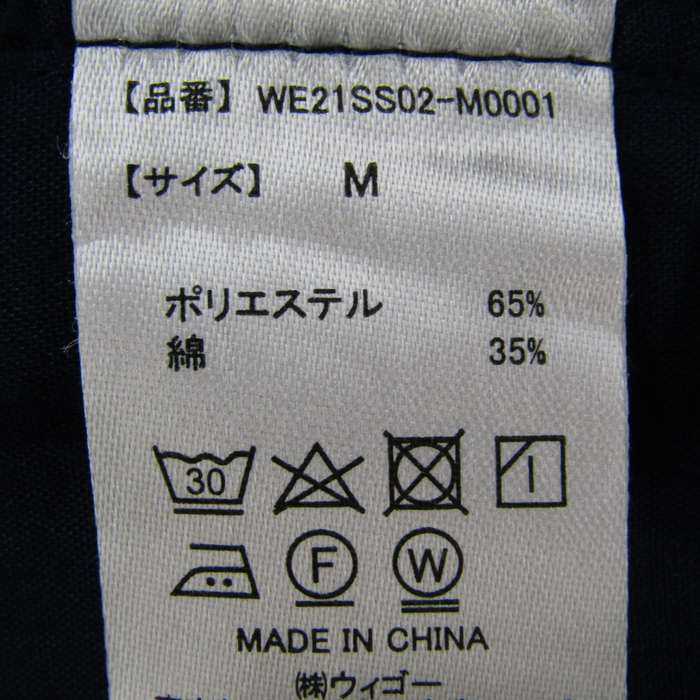 【品番】 WE21SS02-M0001
【サイズ】 M
ポリエステル 65%
綿 35%
30
F W
MADE IN CHINA
㈱ウィゴー